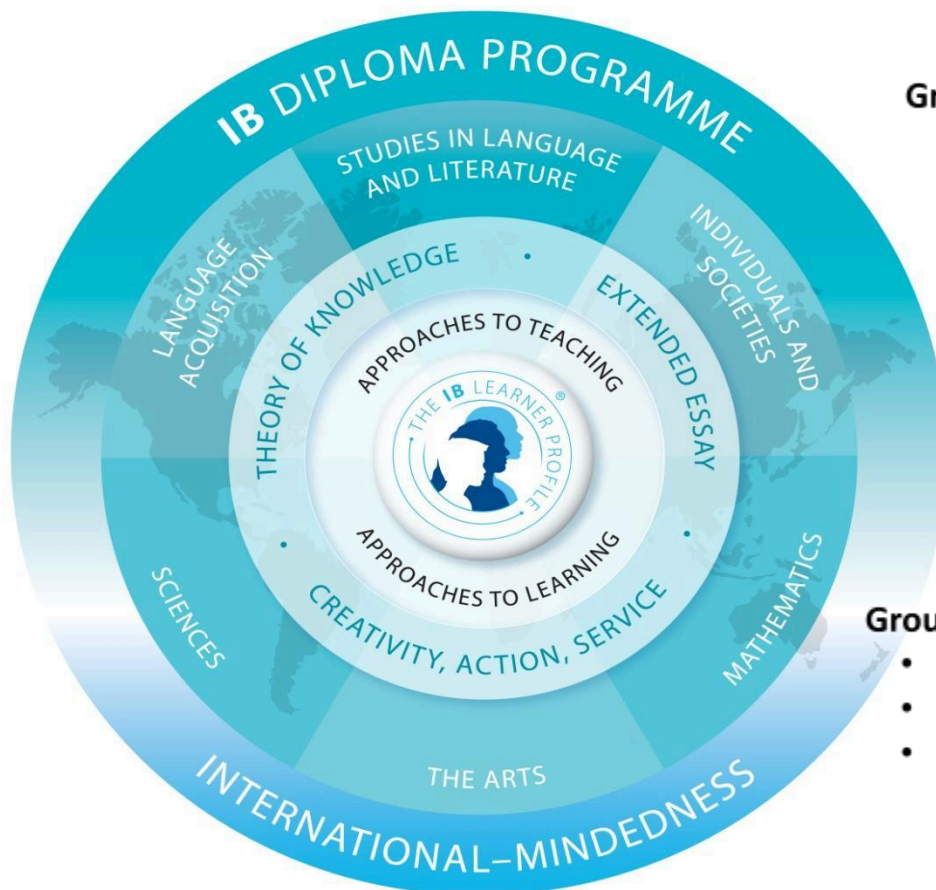 IB DIPLOMA PROGRAMME
STUDIES IN LANGUAGE
AND LITERATURE
LANGUAGE
ACQUISITION
INDIVIDUALS AND
SOCIETIES
THEORY OF KNOWLEDGE
EXTENDED ESSAY
APPROACHES TO TEACHING
THE IB LEARNER PROFILE®
APPROACHES TO LEARNING
CREATIVITY, ACTION, SERVICE
SCIENCES
MATHEMATICS
THE ARTS
INTERNATIONAL–MINDEDNESS